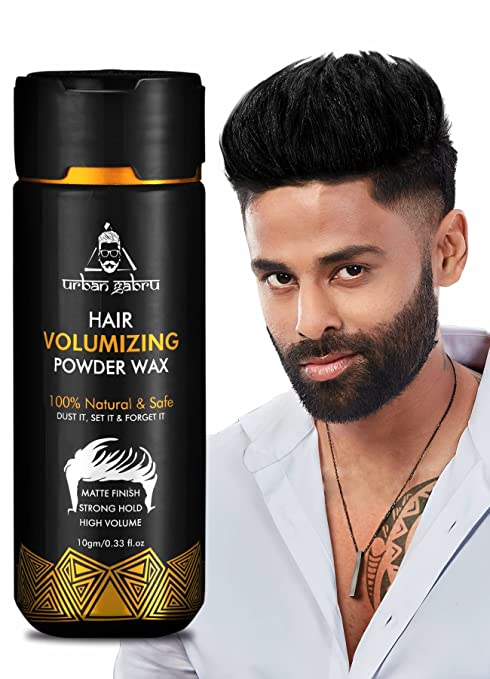 urban gabru
HAIR
VOLUMIZING
POWDER WAX
100% Natural & Safe
DUST IT, SET IT & FORGET IT
MATTE FINISH
STRONG HOLD
HIGH VOLUME
10gm/0.33 fl.oz